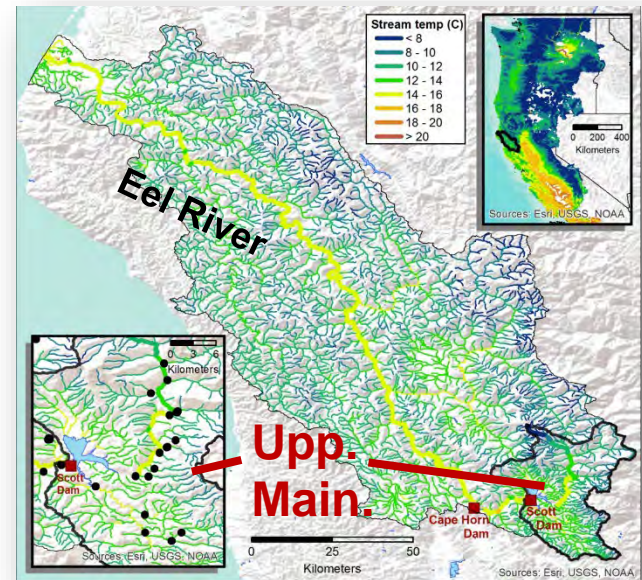 Stream temp (C)
< 8
8 - 10
10 - 12
12 - 14
14 - 16
16 - 18
18 - 20
> 20
0 200 400
Kilometers
Sources: Esri, USGS, NOAA
Eel River
0 3 6
Kilometers
Scott
Dam
Sources: Esri, USGS, NOAA
Upp.
Main.
Cape Horn
Dam
Scott
Dam
0 25 50
Kilometers
Sources: Esri, USGS, NOAA